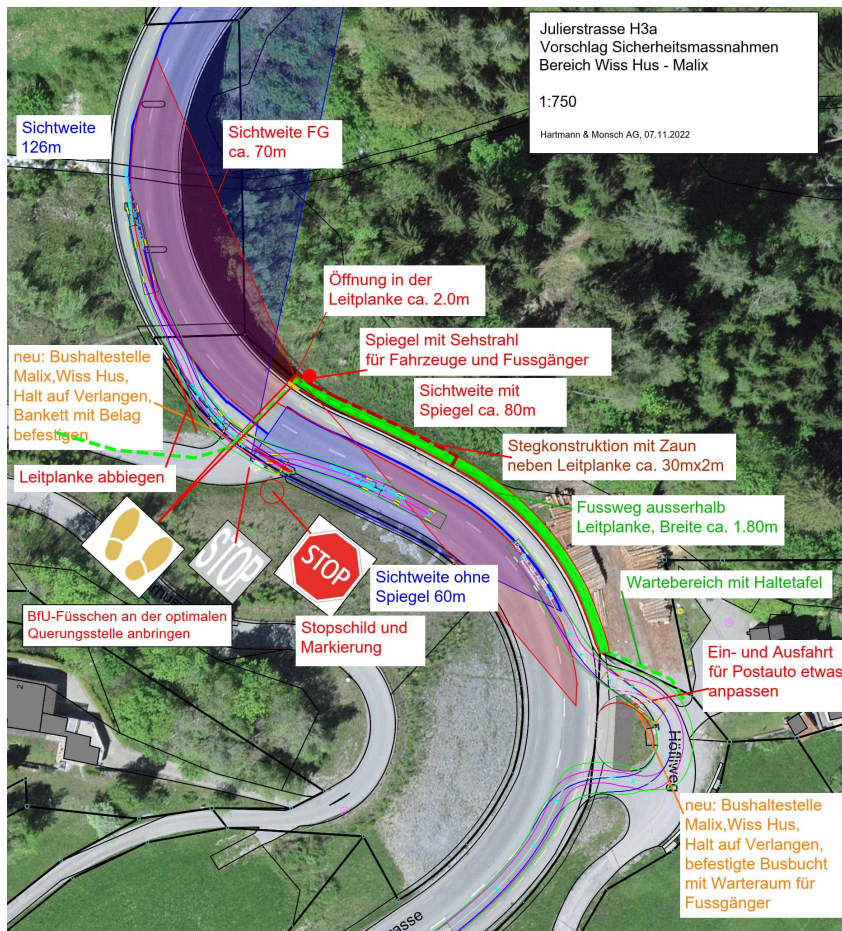 Julierstrasse H3a
Vorschlag Sicherheitsmassnahmen
Bereich Wiss Hus - Malix
1:750
Hartmann & Monsch AG, 07.11.2022
Sichtweite
126m
Sichtweite FG
ca. 70m
Öffnung in der
Leitplanke ca. 2.0m
Spiegel mit Sehstrahl
für Fahrzeuge und Fussgänger
neu: Bushaltestelle
Malix,Wiss Hus,
Halt auf Verlangen,
Bankett mit Belag
befestigen
Sichtweite mit
Spiegel ca. 80m
Stegkonstruktion mit Zaun
neben Leitplanke ca. 30mx2m
Leitplanke abbiegen
Fussweg ausserhalb
Leitplanke, Breite ca. 1.80m
STOP
STOP
Sichtweite ohne
Spiegel 60m
Wartebereich mit Haltetafel
BfU-Füsschen an der optimalen
Querungsstelle anbringen
Stopschild und
Markierung
Ein- und Ausfahrt
für Postauto etwas
anpassen
2
Höfliweg
neu: Bushaltestelle
Malix,Wiss Hus,
Halt auf Verlangen,
befestigte Busbucht
mit Warteraum für
Fussgänger
rasse